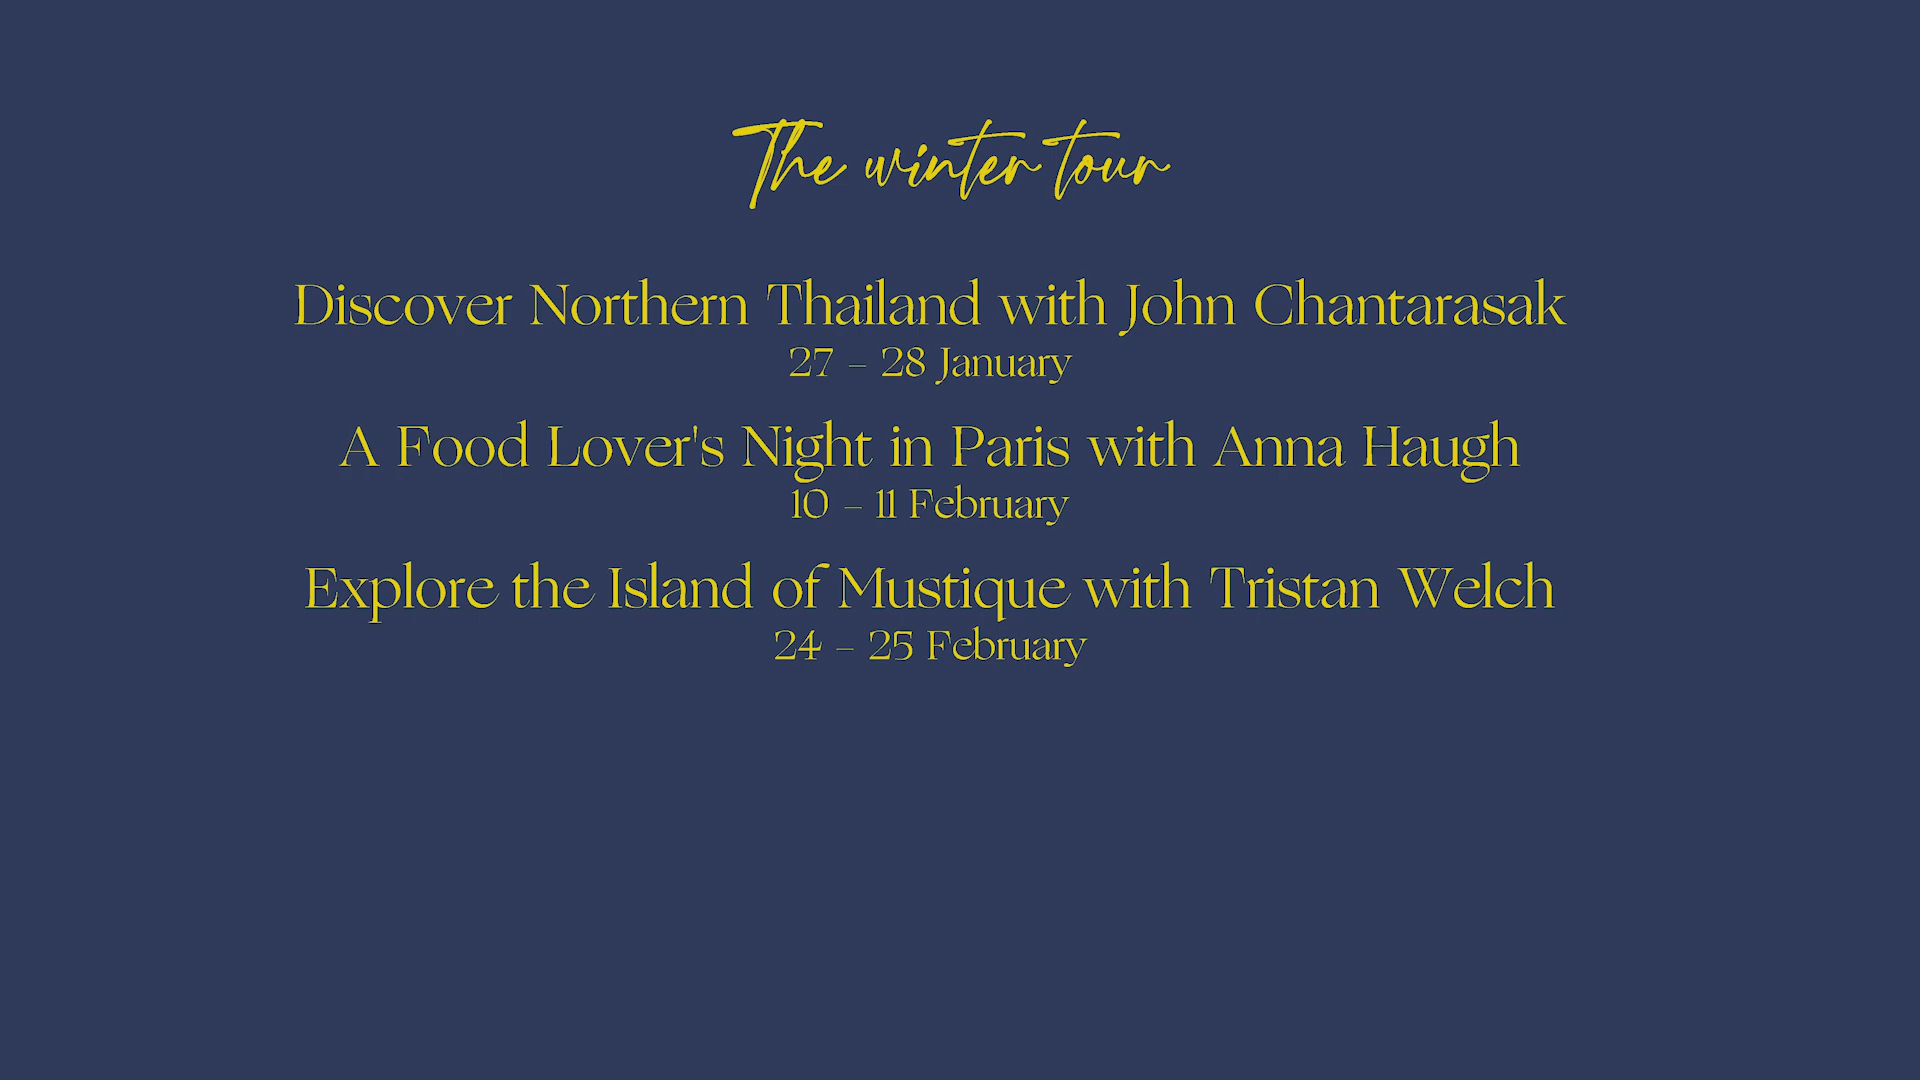 The winter tour
Discover Northern Thailand with John Chantarasak
27 – 28 January
A Food Lover's Night in Paris with Anna Haugh
10 – 11 February
Explore the Island of Mustique with Tristan Welch
24 – 25 February